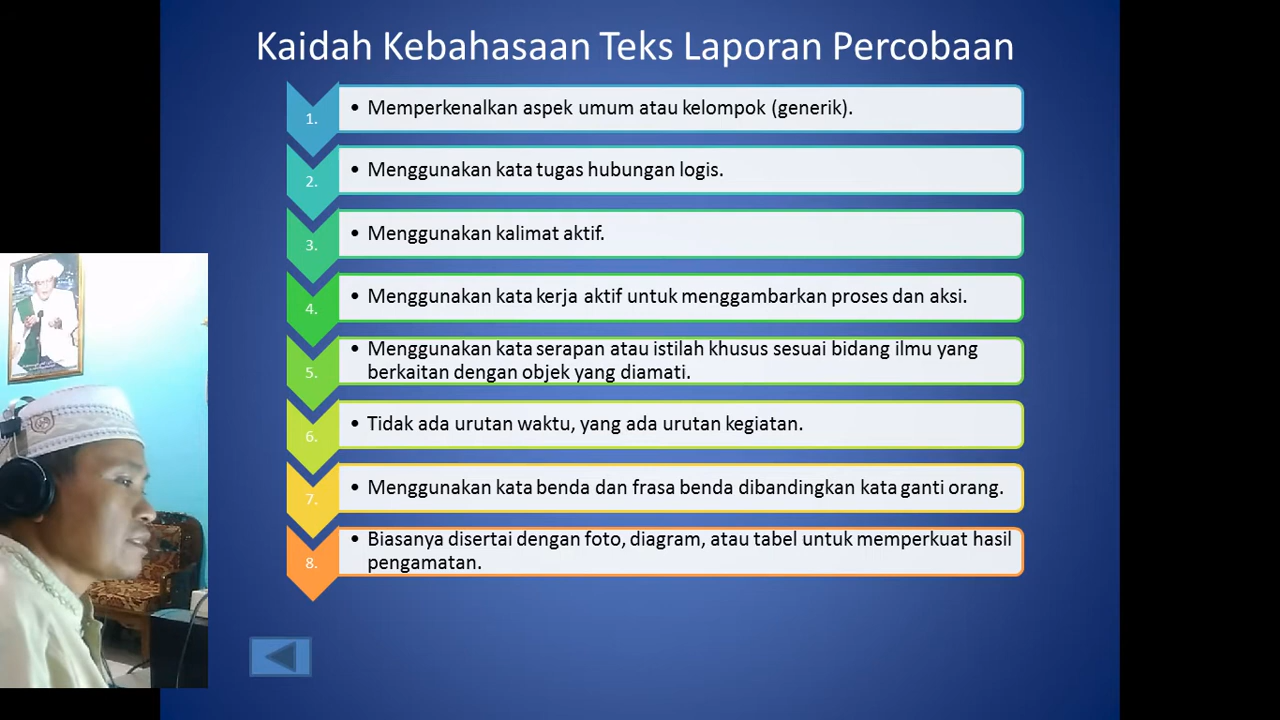 Kaidah Kebahasaan Teks Laporan Percobaan
1.
• Memperkenalkan aspek umum atau kelompok (generik).
2.
• Menggunakan kata tugas hubungan logis.
3.
• Menggunakan kalimat aktif.
4.
• Menggunakan kata kerja aktif untuk menggambarkan proses dan aksi.
5.
• Menggunakan kata serapan atau istilah khusus sesuai bidang ilmu yang
berkaitan dengan objek yang diamati.
6.
• Tidak ada urutan waktu, yang ada urutan kegiatan.
7.
• Menggunakan kata benda dan frasa benda dibandingkan kata ganti orang.
8.
• Biasanya disertai dengan foto, diagram, atau tabel untuk memperkuat hasil
pengamatan.